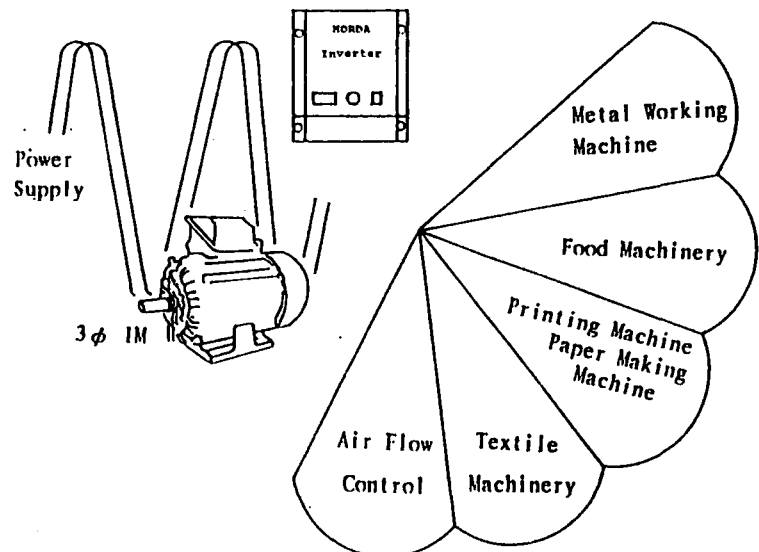 MORDA
Inverter
Power
Supply
3φ IM
Metal Working
Machine
Food Machinery
Printing Machine
Paper Making
Machine
Textile
Machinery
Air Flow
Control